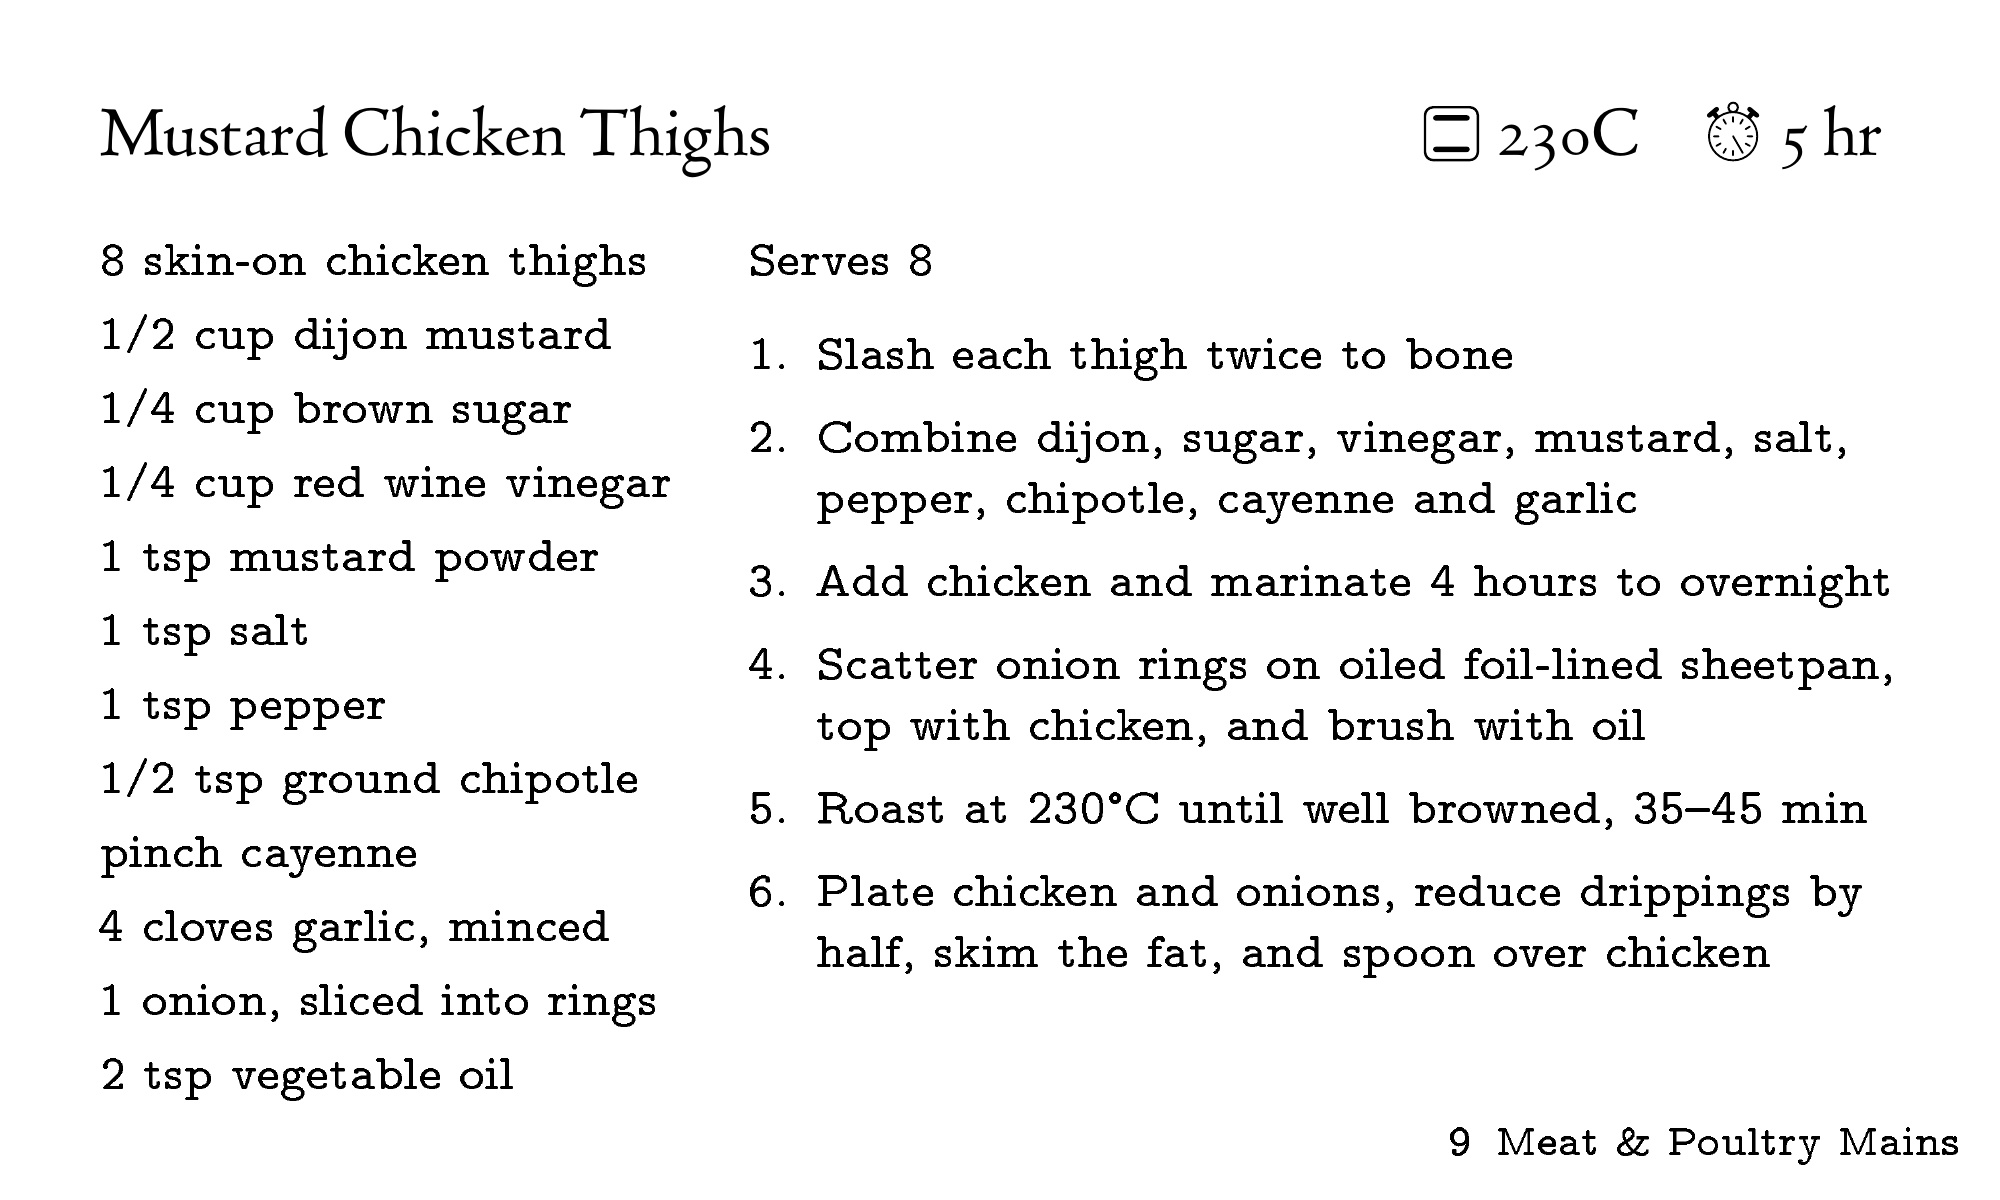 Mustard Chicken Thighs
230C 5 hr
8 skin-on chicken thighs
1/2 cup dijon mustard
1/4 cup brown sugar
1/4 cup red wine vinegar
1 tsp mustard powder
1 tsp salt
1 tsp pepper
1/2 tsp ground chipotle
pinch cayenne
4 cloves garlic, minced
1 onion, sliced into rings
2 tsp vegetable oil
Serves 8
1. Slash each thigh twice to bone
2. Combine dijon, sugar, vinegar, mustard, salt,
pepper, chipotle, cayenne and garlic
3. Add chicken and marinate 4 hours to overnight
4. Scatter onion rings on oiled foil-lined sheetpan,
top with chicken, and brush with oil
5. Roast at 230°C until well browned, 35–45 min
6. Plate chicken and onions, reduce drippings by
half, skim the fat, and spoon over chicken
9 Meat & Poultry Mains